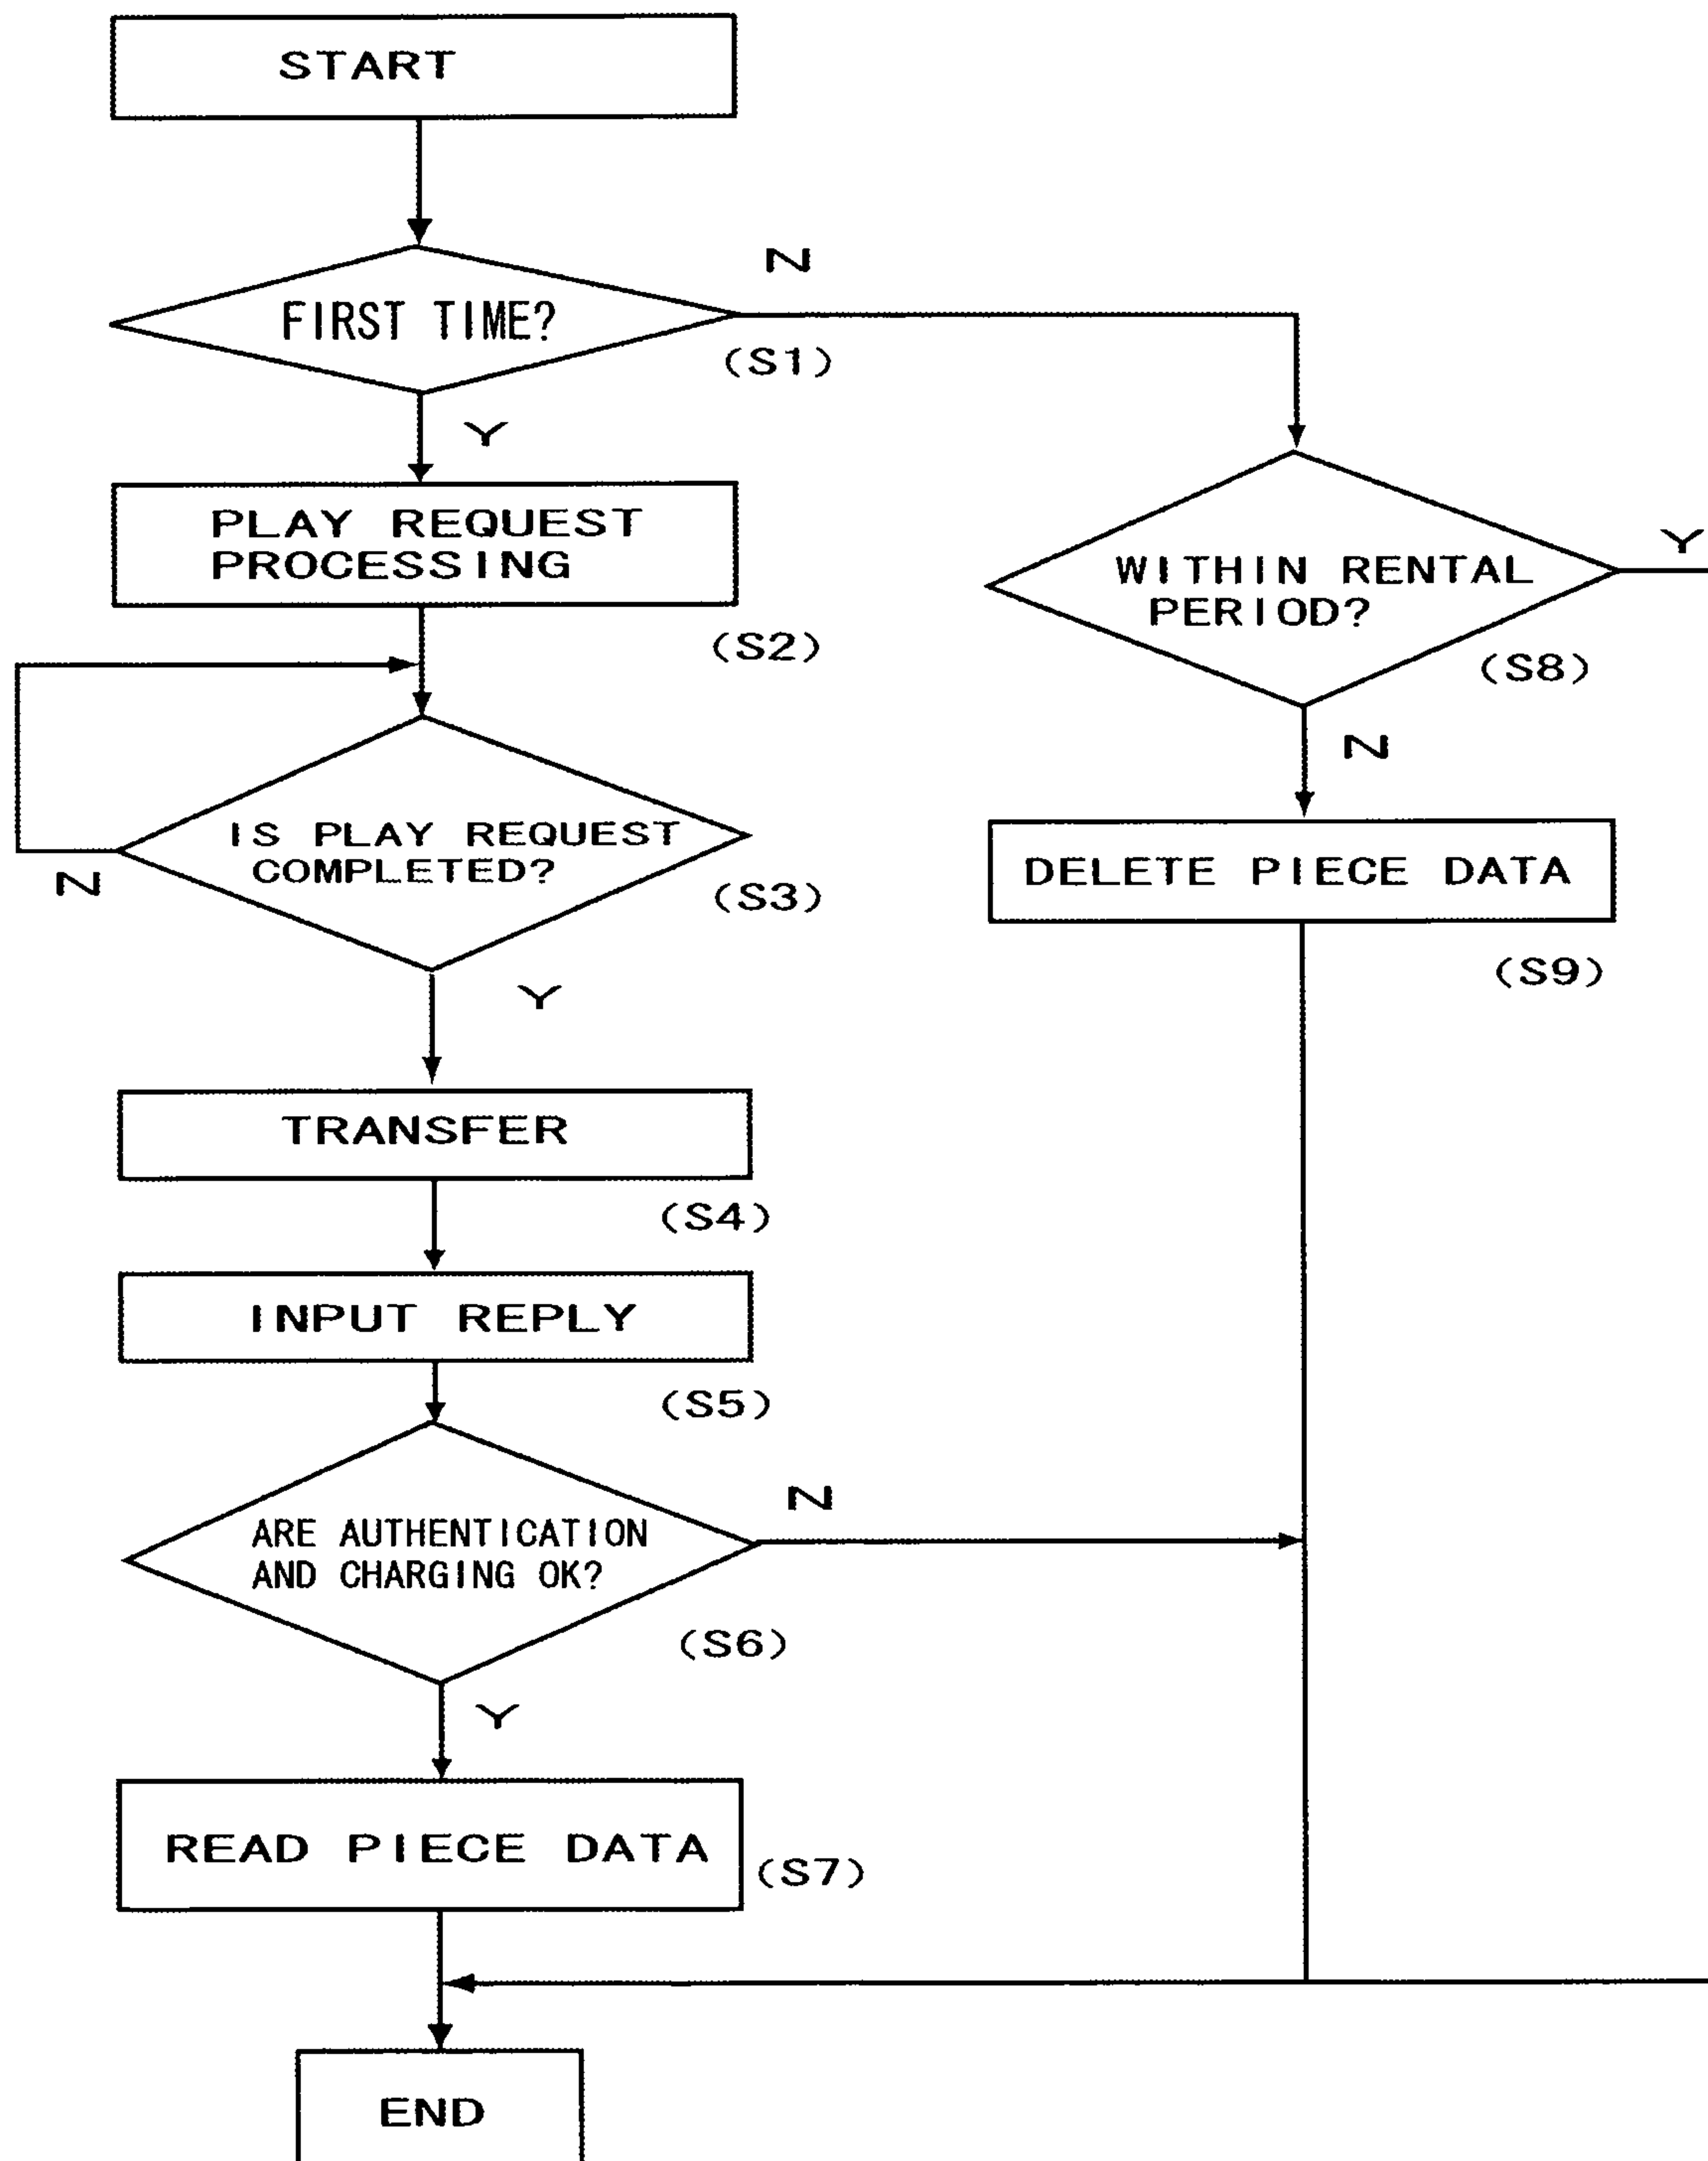 START
FIRST TIME?
N
(S1)
Y
PLAY REQUEST
PROCESSING
(S2)
IS PLAY REQUEST
COMPLETED?
N
(S3)
Y
TRANSFER
(S4)
INPUT REPLY
(S5)
ARE AUTHENTICATION
AND CHARGING OK?
N
(S6)
Y
READ PIECE DATA
(S7)
END
WITHIN RENTAL
PERIOD?
Y
(S8)
N
DELETE PIECE DATA
(S9)